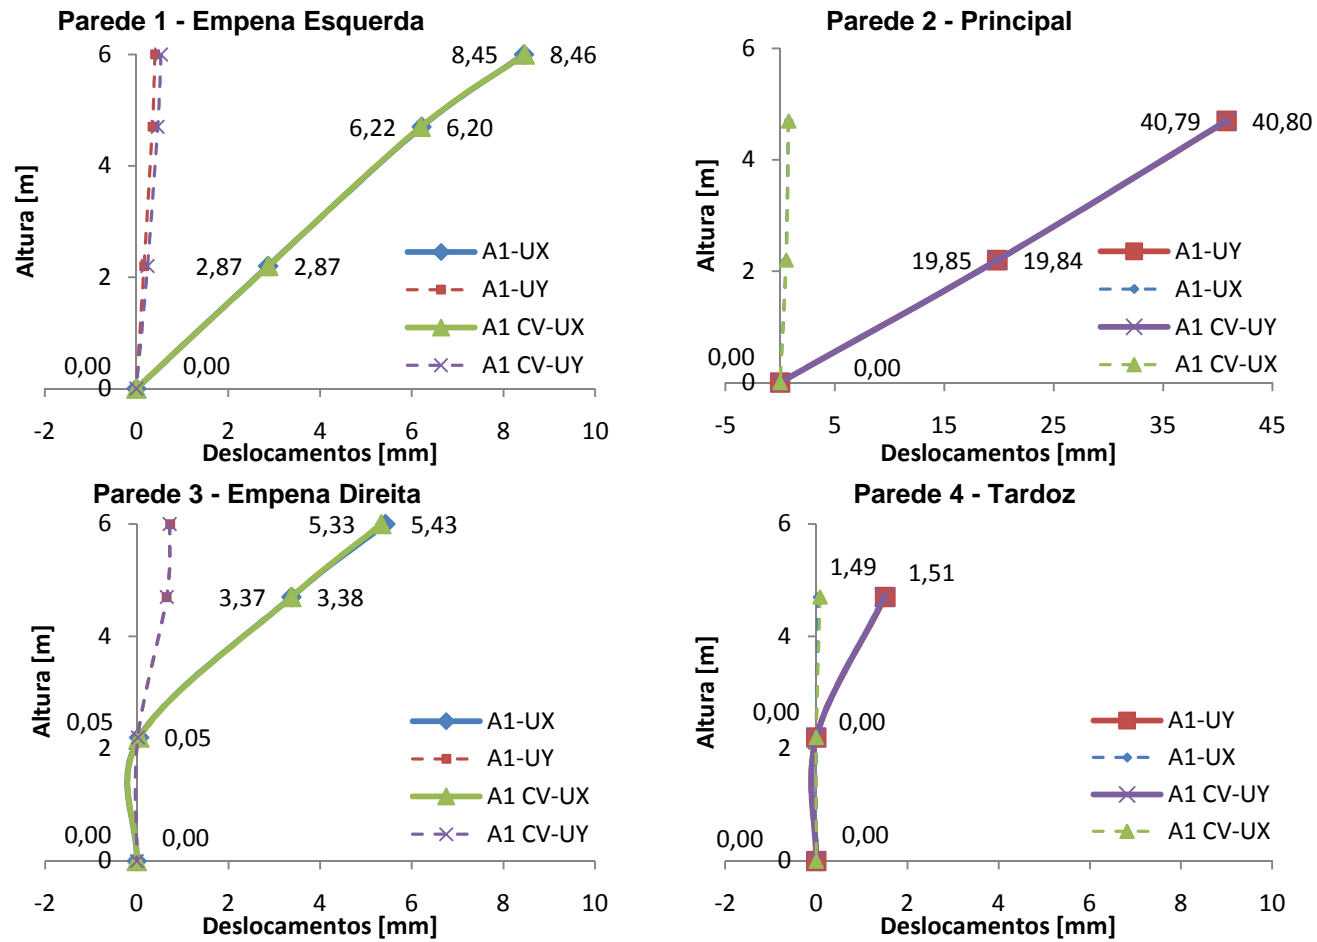 Parede 1 - Empena Esquerda
6
8,45 8,46
6,22 6,20
4
Altura [m]
2,87 2,87
2
0,00 0,00
0
-2 0 2 4 6 8 10
Deslocamentos [mm]
A1-UX
A1-UY
A1 CV-UX
A1 CV-UY
Parede 2 - Principal
6
40,79 40,80
4
Altura [m]
19,85 19,84
2
0,00 0,00
0
-5 5 15 25 35 45
Deslocamentos [mm]
A1-UY
A1-UX
A1 CV-UY
A1 CV-UX
Parede 3 - Empena Direita
6
5,33 5,43
3,37 3,38
4
Altura [m]
0,05 0,05
2
0,00 0,00
0
-2 0 2 4 6 8 10
Deslocamentos [mm]
A1-UX
A1-UY
A1 CV-UX
A1 CV-UY
Parede 4 - Tardoz
6
1,49 1,51
4
Altura [m]
0,00 0,00
2
0,00 0,00
0
-2 0 2 4 6 8 10
Deslocamentos [mm]
A1-UY
A1-UX
A1 CV-UY
A1 CV-UX